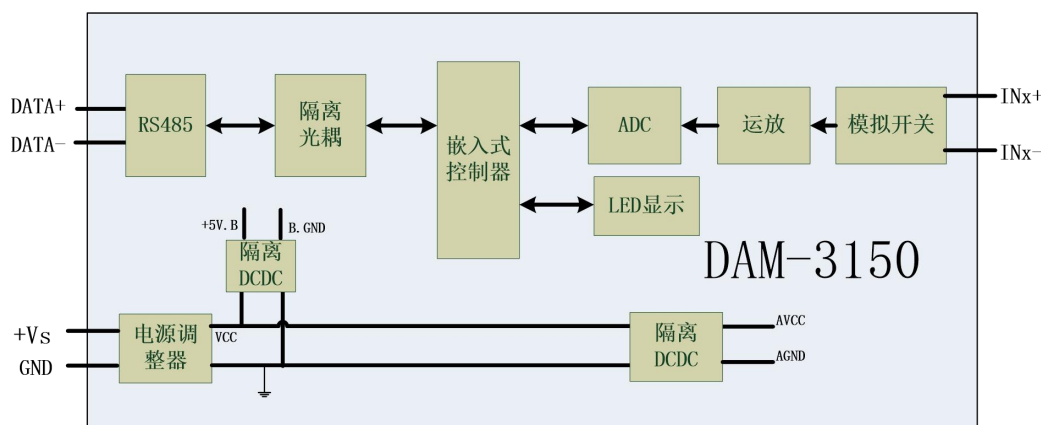 DATA+
DATA-
RS485
隔离
光耦
嵌入式
控制器
ADC
运放
模拟开关
INx+
INx-
LED显示
+5V.B
B.GND
隔离
DCDC
DAM-3150
+Vs
GND
电源调
整器
VCC
隔离
DCDC
AVCC
AGND